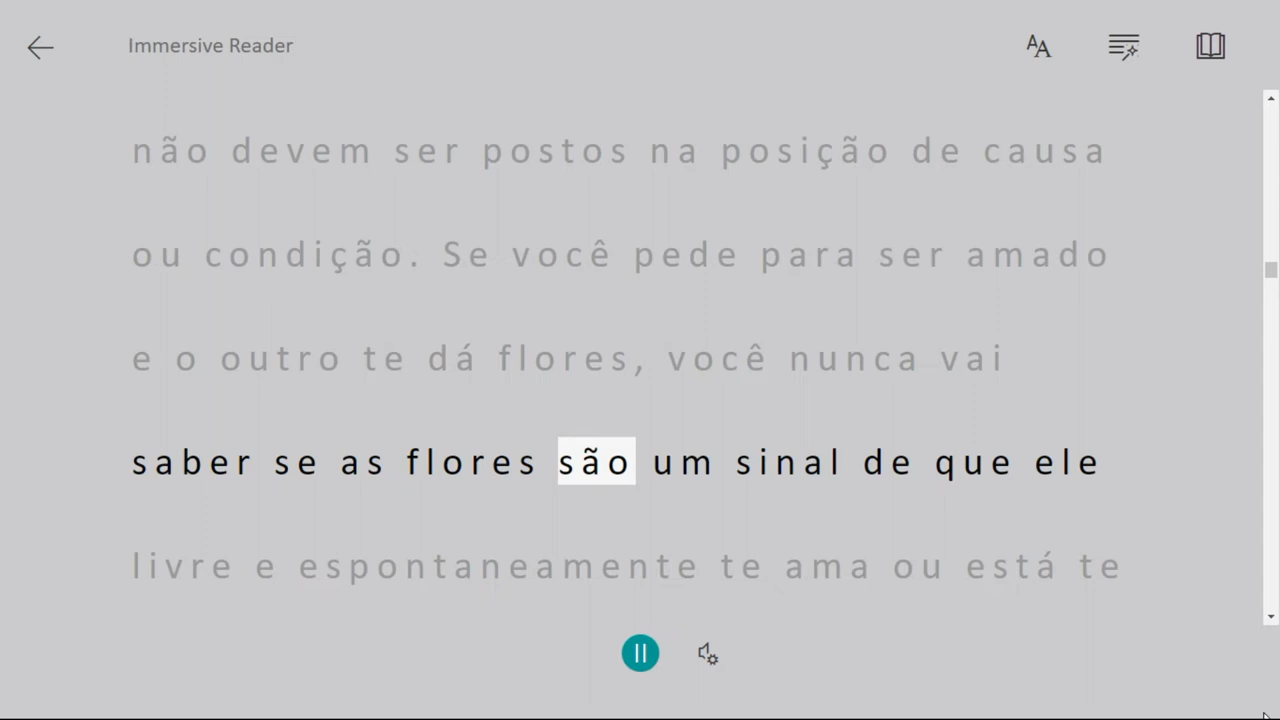 Immersive Reader
não devem ser postos na posição de causa
ou condição. Se você pede para ser amado
e o outro te dá flores, você nunca vai
saber se as flores são um sinal de que ele
livre e espontaneamente te ama ou está te